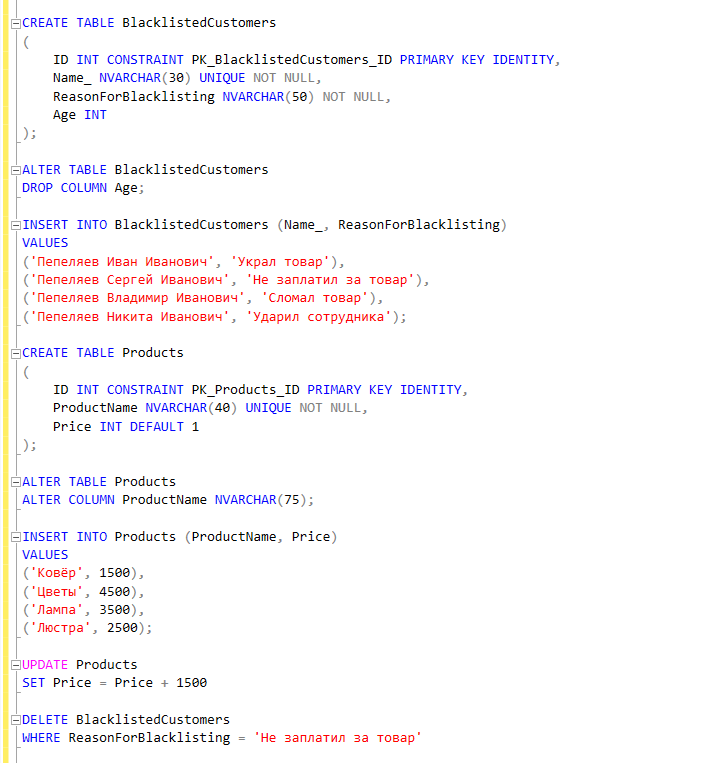 CREATE TABLE BlacklistedCustomers
(
    ID INT CONSTRAINT PK_BlacklistedCustomers_ID PRIMARY KEY IDENTITY,
    Name_ NVARCHAR(30) UNIQUE NOT NULL,
    ReasonForBlacklisting NVARCHAR(50) NOT NULL,
    Age INT
);

ALTER TABLE BlacklistedCustomers
DROP COLUMN Age;

INSERT INTO BlacklistedCustomers (Name_, ReasonForBlacklisting)
VALUES
('Пепеляев Иван Иванович', 'Украл товар'),
('Пепеляев Сергей Иванович', 'Не заплатил за товар'),
('Пепеляев Владимир Иванович', 'Сломал товар'),
('Пепеляев Никита Иванович', 'Ударил сотрудника');

CREATE TABLE Products
(
    ID INT CONSTRAINT PK_Products_ID PRIMARY KEY IDENTITY,
    ProductName NVARCHAR(40) UNIQUE NOT NULL,
    Price INT DEFAULT 1
);

ALTER TABLE Products
ALTER COLUMN ProductName NVARCHAR(75);

INSERT INTO Products (ProductName, Price)
VALUES
('Ковёр', 1500),
('Цветы', 4500),
('Лампа', 3500),
('Люстра', 2500);

UPDATE Products
SET Price = Price + 1500

DELETE BlacklistedCustomers
WHERE ReasonForBlacklisting = 'Не заплатил за товар'